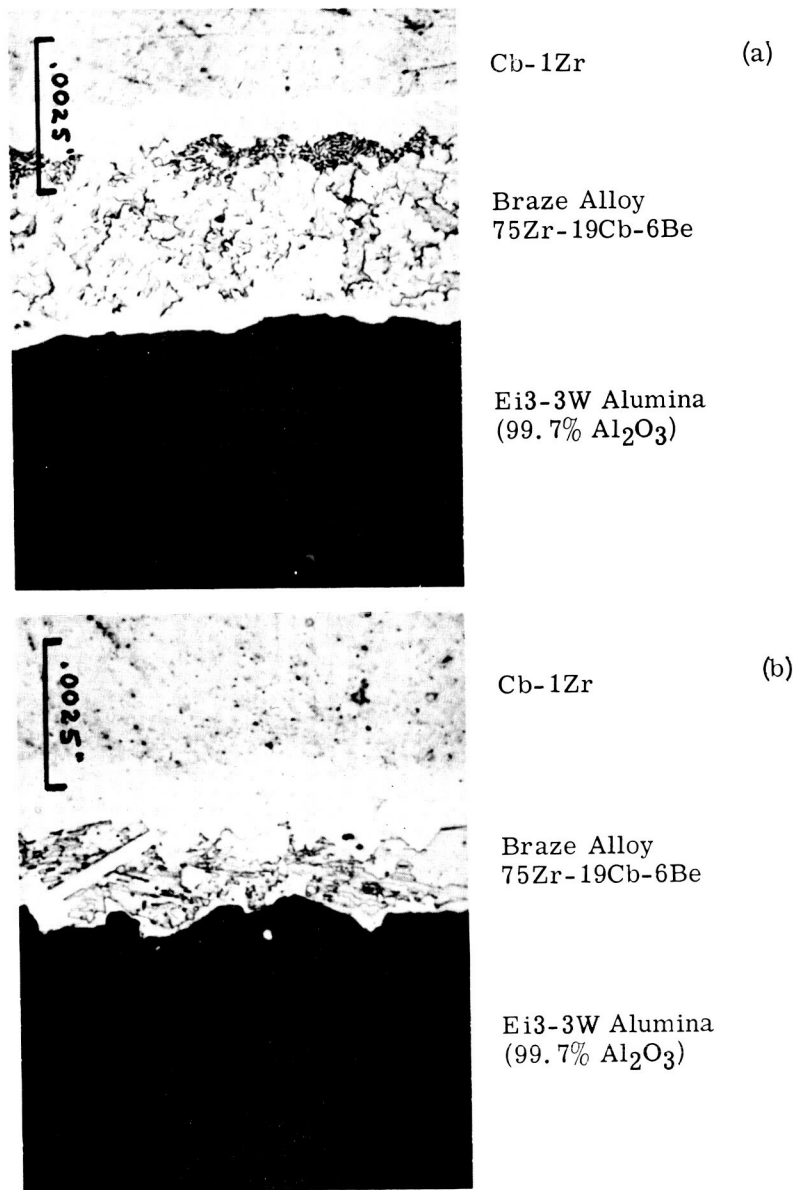 Cb-1Zr
(a)
.0025"
Braze Alloy
75Zr-19Cb-6Be
Ei3-3W Alumina
(99.7% Al₂O₃)
Cb-1Zr
(b)
.0025"
Braze Alloy
75Zr-19Cb-6Be
Ei3-3W Alumina
(99.7% Al₂O₃)